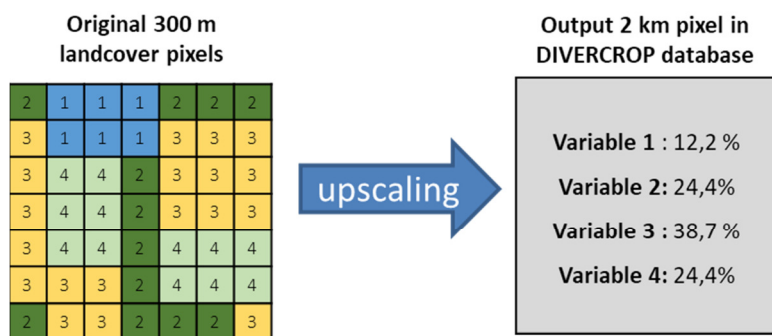 Original 300 m
landcover pixels
Output 2 km pixel in
DIVERCROP database
2 1 1 1 2 2 2
3 1 1 1 3 3 3
3 4 4 2 3 3 3
3 4 4 2 3 3 3
3 4 4 2 4 4 4
3 3 3 2 4 4 4
2 3 3 2 2 2 3
upscaling
Variable 1 : 12,2 %
Variable 2: 24,4%
Variable 3 : 38,7 %
Variable 4: 24,4%